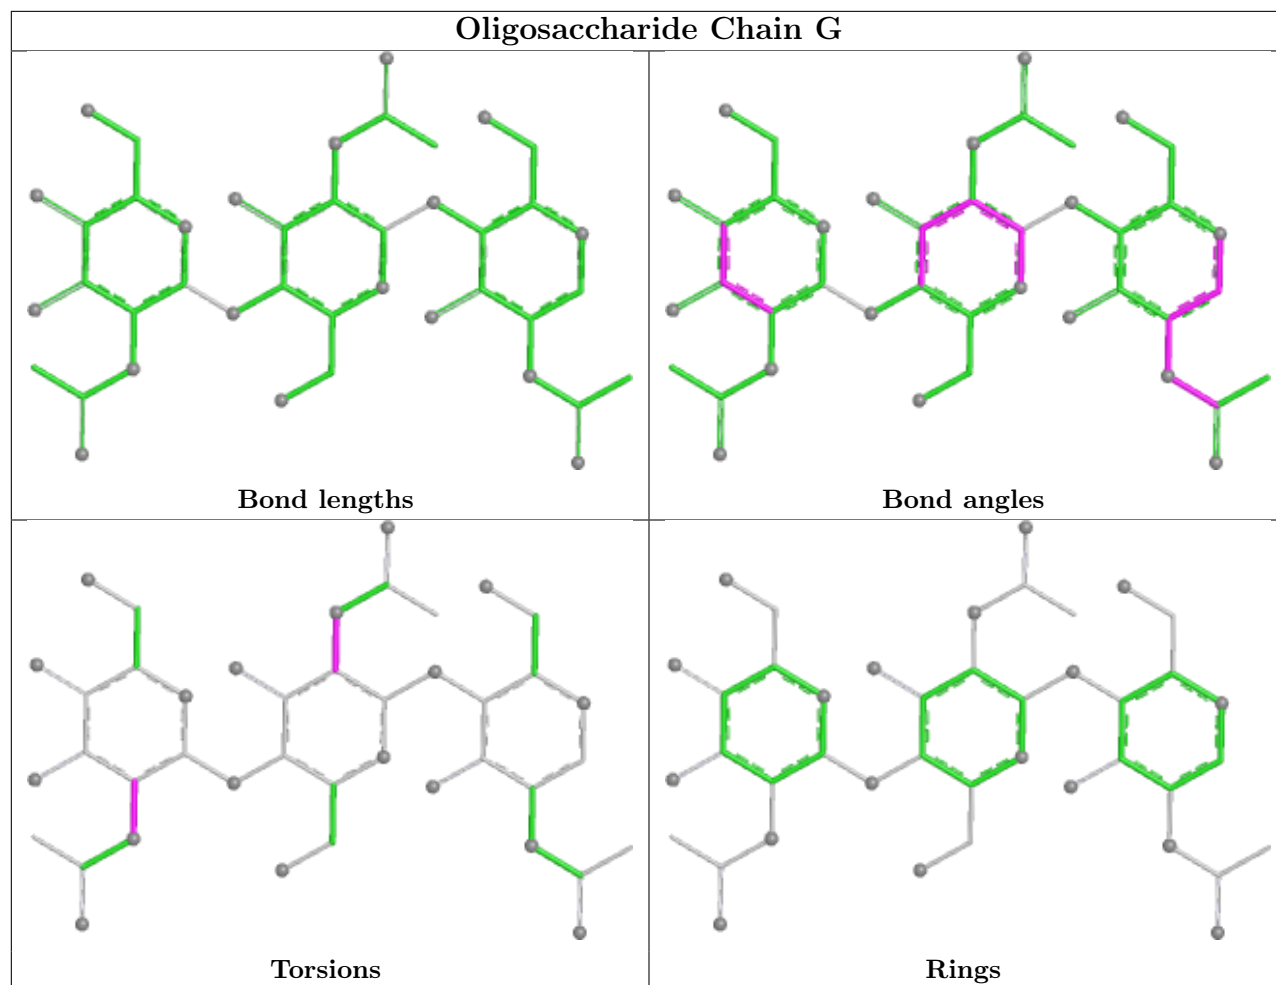 Oligosaccharide Chain G
Bond lengths
Bond angles
Torsions
Rings